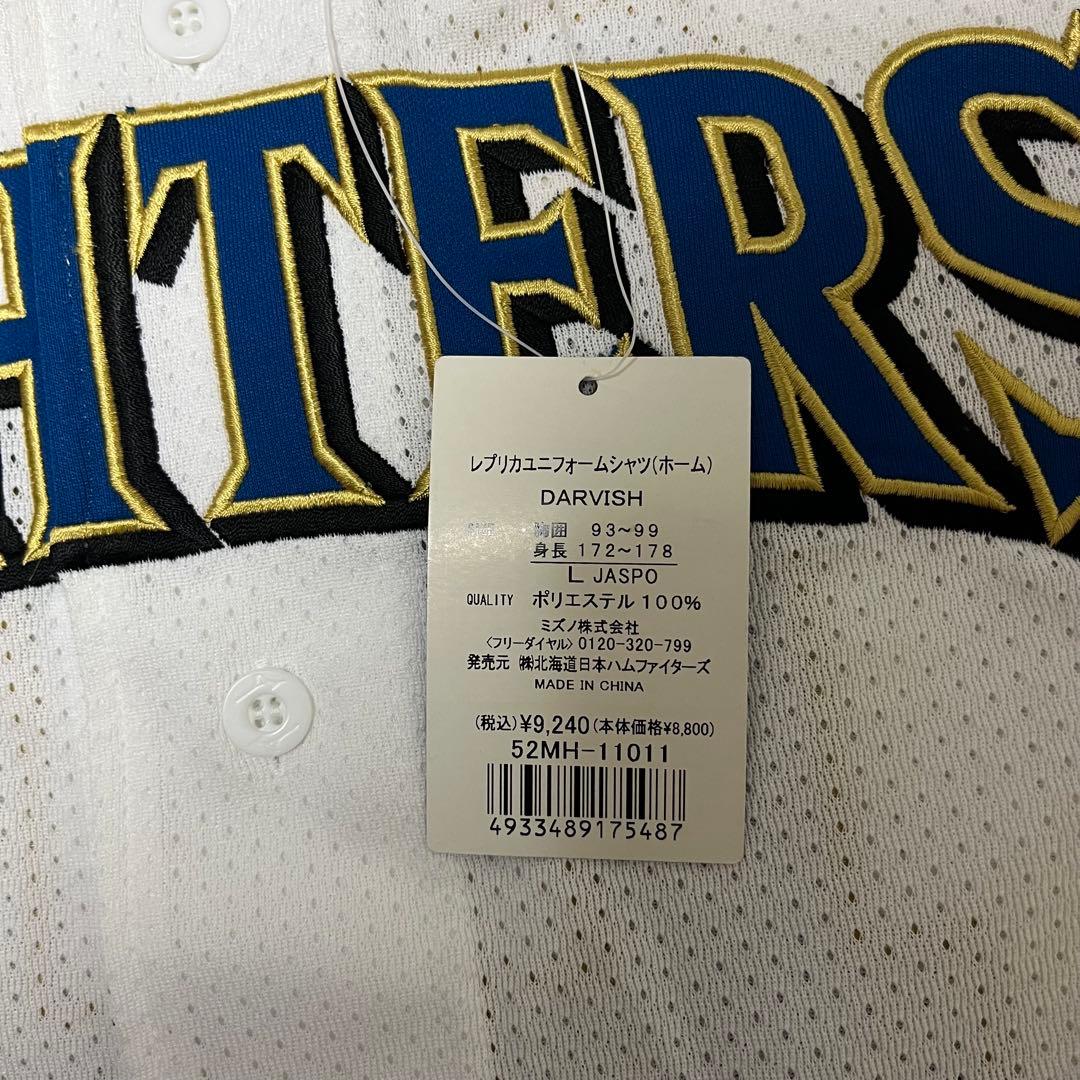 HTERS
レプリカユニフォームシャツ(ホーム)
DARVISH
SIZE 胸囲 93~99
身長 172~178
L JASPO
QUALITY ポリエステル 100%
ミズノ株式会社
〈フリーダイヤル〉0120-320-799
発売元 ㈱北海道日本ハムファイターズ
MADE IN CHINA
(税込)¥9,240(本体価格¥8,800)
52MH-11011
4933489175487